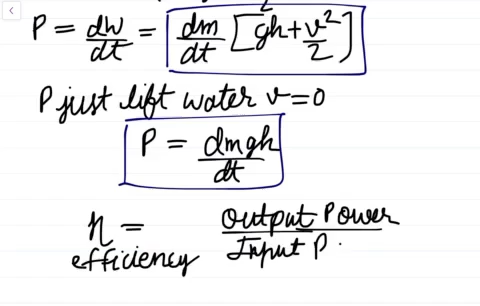 P = dw/dt = dm/dt [gh + v²/2]
P just lift water v=0
P = dmgh/dt
η = Output Power / Input P.
efficiency